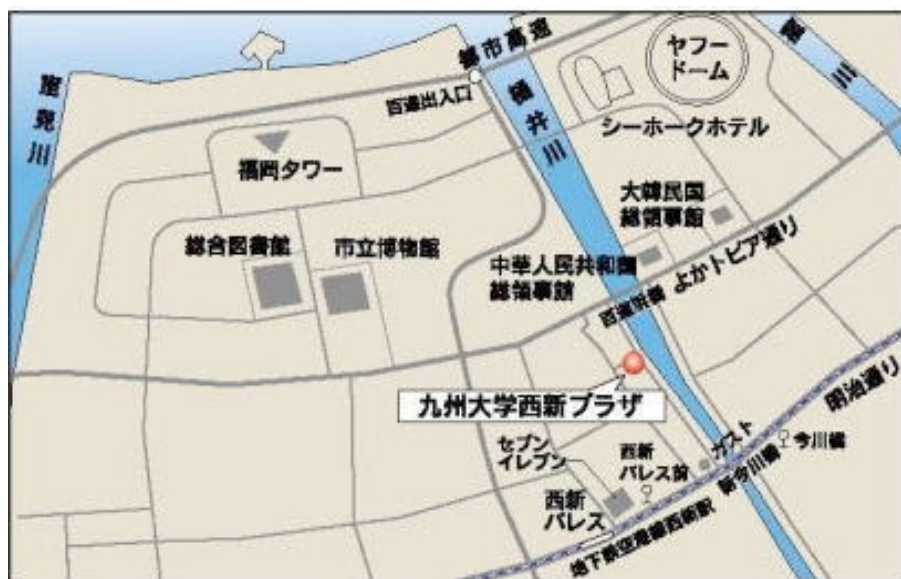 都市高速
室見川
百道出入口
樋井川
ヤフー
ドーム
シーホークホテル
福岡タワー
大韓民国
総領事館
総合図書館
市立博物館
中華人民共和国
総領事館
よかトピア通り
百道浜橋
九州大学西新プラザ
明治通り
セブン
イレブン
西新
パレス前
ガスト
今川橋
新今川橋
西新
パレス
地下鉄空港線西新駅